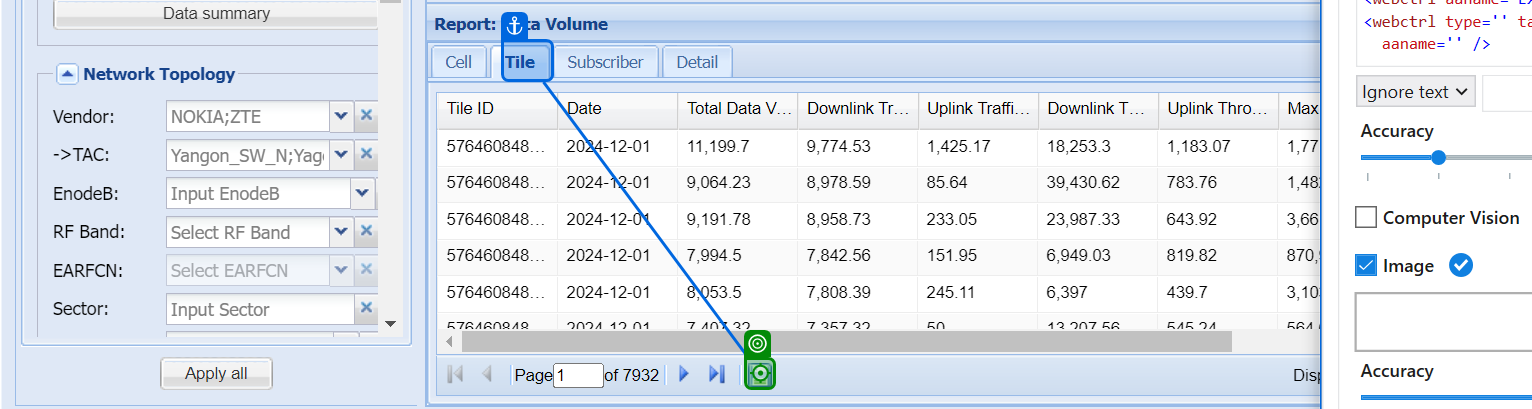 Data summary
Network Topology
Vendor: NOKIA;ZTE
->TAC: Yangon_SW_N;Yag
EnodeB: Input EnodeB
RF Band: Select RF Band
EARFCN: Select EARFCN
Sector: Input Sector
Apply all
Report: Volume
Cell Tile Subscriber Detail
Tile ID Date Total Data V... Downlink Tr... Uplink Traffi... Downlink T... Uplink Thro... Max
576460848... 2024-12-01 11,199.7 9,774.53 1,425.17 18,253.3 1,183.07 1,77
576460848... 2024-12-01 9,064.23 8,978.59 85.64 39,430.62 783.76 1,482
576460848... 2024-12-01 9,191.78 8,958.73 233.05 23,987.33 643.92 3,66
576460848... 2024-12-01 7,994.5 7,842.56 151.95 6,949.03 819.82 870,
576460848... 2024-12-01 8,053.5 7,808.39 245.11 6,397 439.7 3,10
576460848... 2024-12-01 7,407.32 7,357.32 50 13,207.56 545.24 564
Page 1 of 7932
Disp
<webctrl type='' ta
aaname='' />
Ignore text
Accuracy
Computer Vision
Image
Accuracy